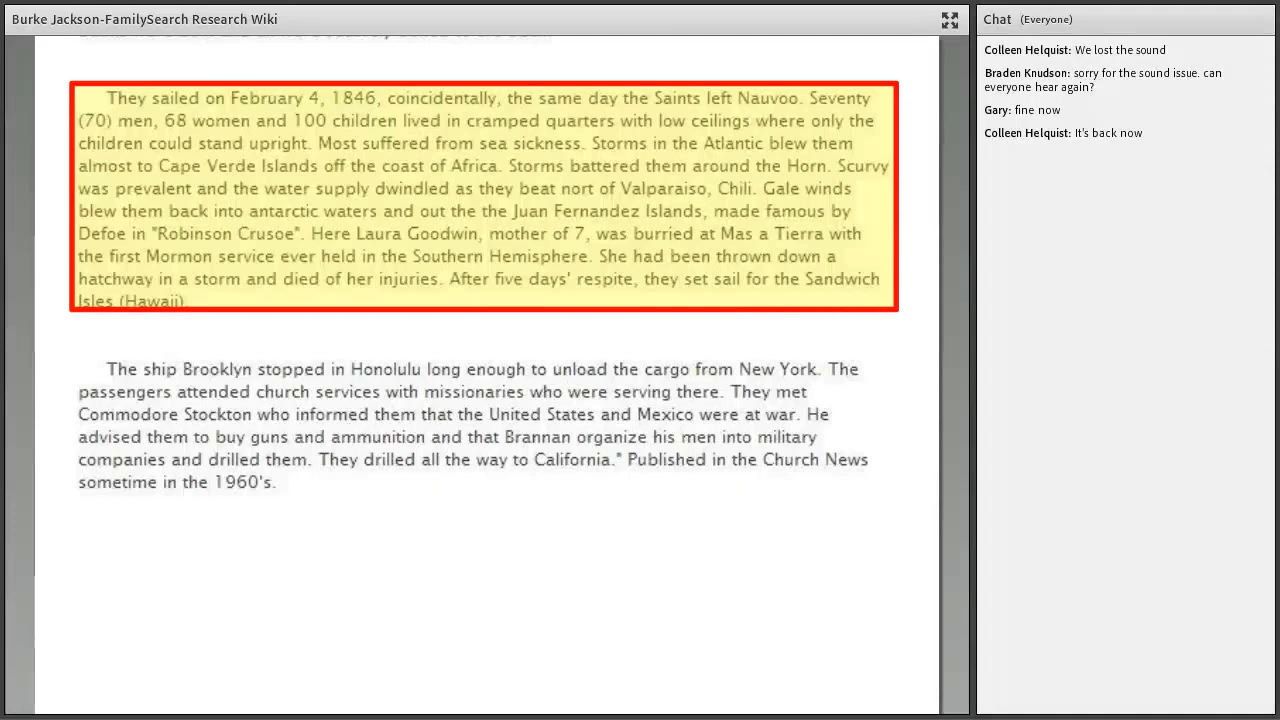 Burke Jackson-FamilySearch Research Wiki
They sailed on February 4, 1846, coincidentally, the same day the Saints left Nauvoo. Seventy
(70) men, 68 women and 100 children lived in cramped quarters with low ceilings where only the
children could stand upright. Most suffered from sea sickness. Storms in the Atlantic blew them
almost to Cape Verde Islands off the coast of Africa. Storms battered them around the Horn. Scurvy
was prevalent and the water supply dwindled as they beat nort of Valparaiso, Chili. Gale winds
blew them back into antarctic waters and out the the Juan Fernandez Islands, made famous by
Defoe in "Robinson Crusoe". Here Laura Goodwin, mother of 7, was burried at Mas a Tierra with
the first Mormon service ever held in the Southern Hemisphere. She had been thrown down a
hatchway in a storm and died of her injuries. After five days' respite, they set sail for the Sandwich
Isles (Hawaii).
The ship Brooklyn stopped in Honolulu long enough to unload the cargo from New York. The
passengers attended church services with missionaries who were serving there. They met
Commodore Stockton who informed them that the United States and Mexico were at war. He
advised them to buy guns and ammunition and that Brannan organize his men into military
companies and drilled them. They drilled all the way to California." Published in the Church News
sometime in the 1960's.
Chat (Everyone)
Colleen Helquist: We lost the sound
Braden Knudson: sorry for the sound issue. can
everyone hear again?
Gary: fine now
Colleen Helquist: It's back now